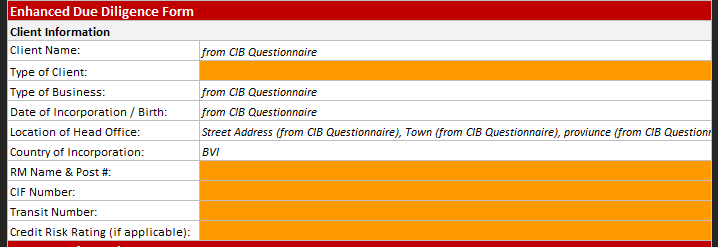 Enhanced Due Diligence Form
Client Information
Client Name: from CIB Questionnaire
Type of Client:
Type of Business: from CIB Questionnaire
Date of Incorporation / Birth: from CIB Questionnaire
Location of Head Office: Street Address (from CIB Questionnaire), Town (from CIB Questionnaire), proviunce (from CIB Questionn
Country of Incorporation: BVI
RM Name & Post #:
CIF Number:
Transit Number:
Credit Risk Rating (if applicable):